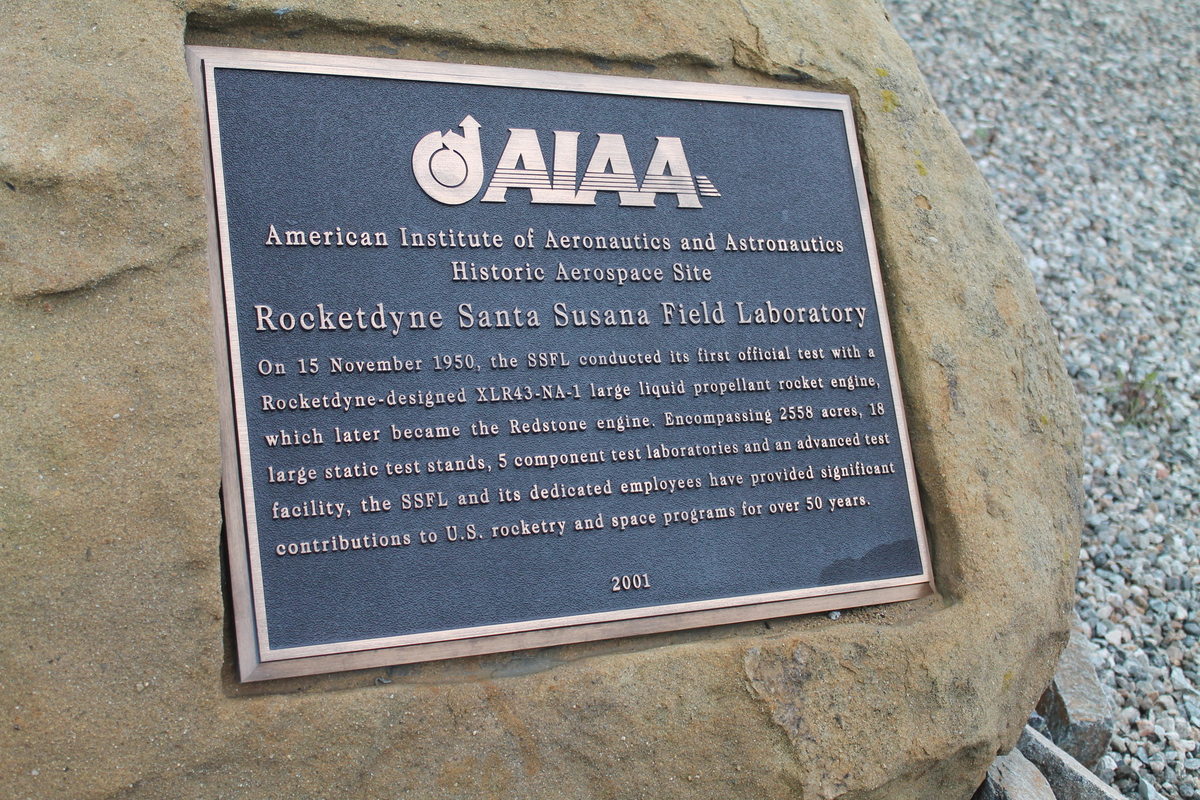 AIAA
American Institute of Aeronautics and Astronautics
Historic Aerospace Site
Rocketdyne Santa Susana Field Laboratory
On 15 November 1950, the SSFL conducted its first official test with a
Rocketdyne-designed XLR43-NA-1 large liquid propellant rocket engine,
which later became the Redstone engine. Encompassing 2558 acres, 18
large static test stands, 5 component test laboratories and an advanced test
facility, the SSFL and its dedicated employees have provided significant
contributions to U.S. rocketry and space programs for over 50 years.
2001